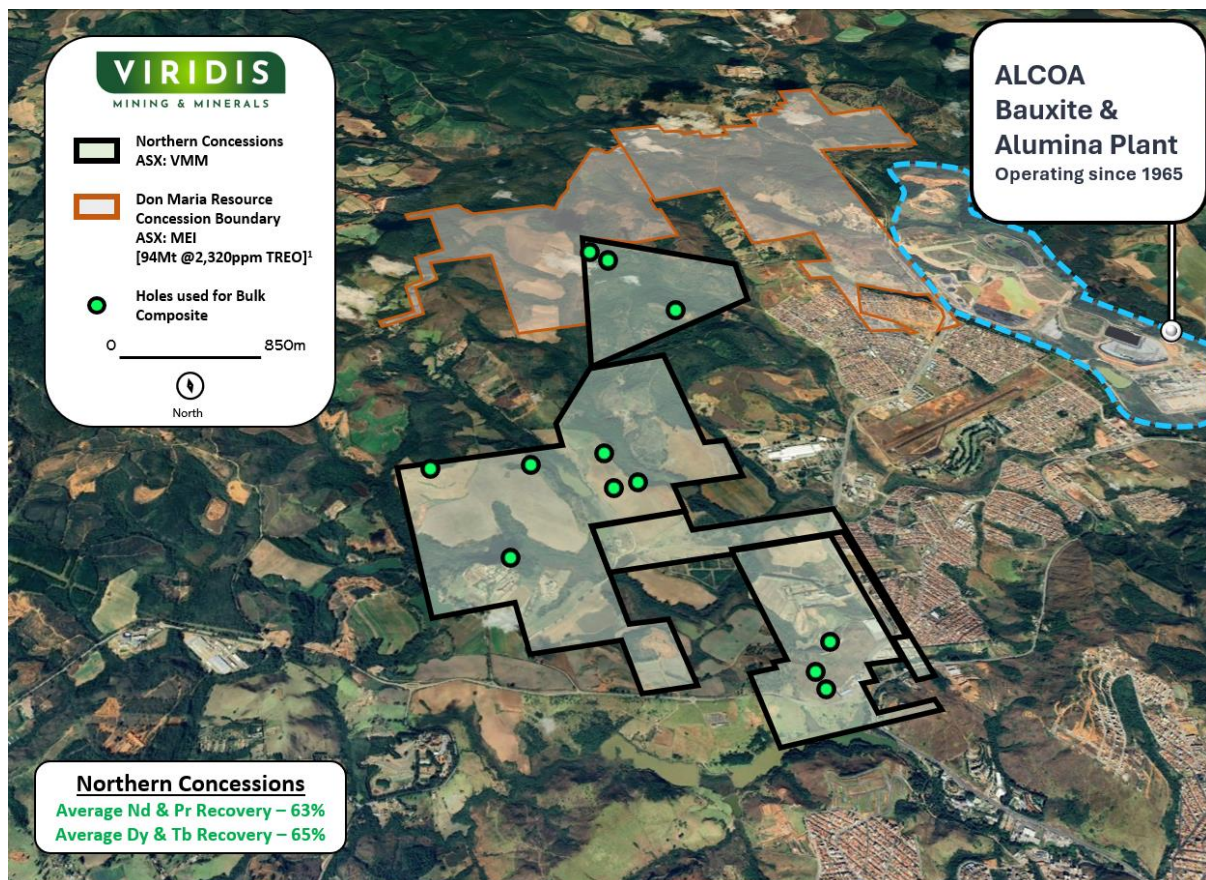 VIRIDIS
MINING & MINERALS
Northern Concessions
ASX: VMM
Don Maria Resource
Concession Boundary
ASX: MEI
[94Mt @2,320ppm TREO]¹
Holes used for Bulk
Composite
0 850m
North
ALCOA
Bauxite &
Alumina Plant
Operating since 1965
Northern Concessions
Average Nd & Pr Recovery – 63%
Average Dy & Tb Recovery – 65%